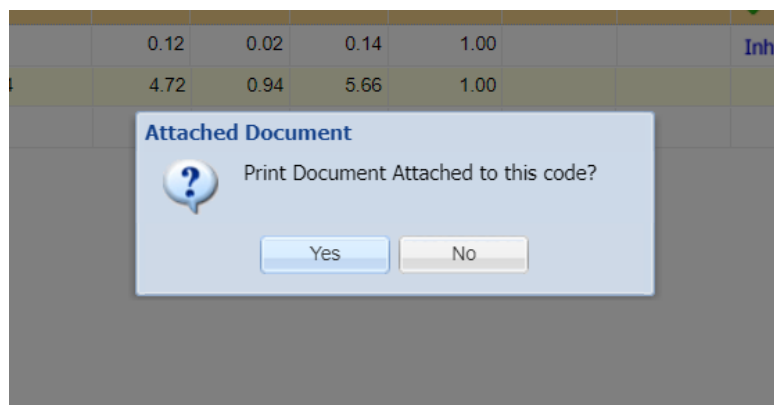 0.12 0.02 0.14 1.00 Inh
4.72 0.94 5.66 1.00
Attached Document
Print Document Attached to this code?
Yes No